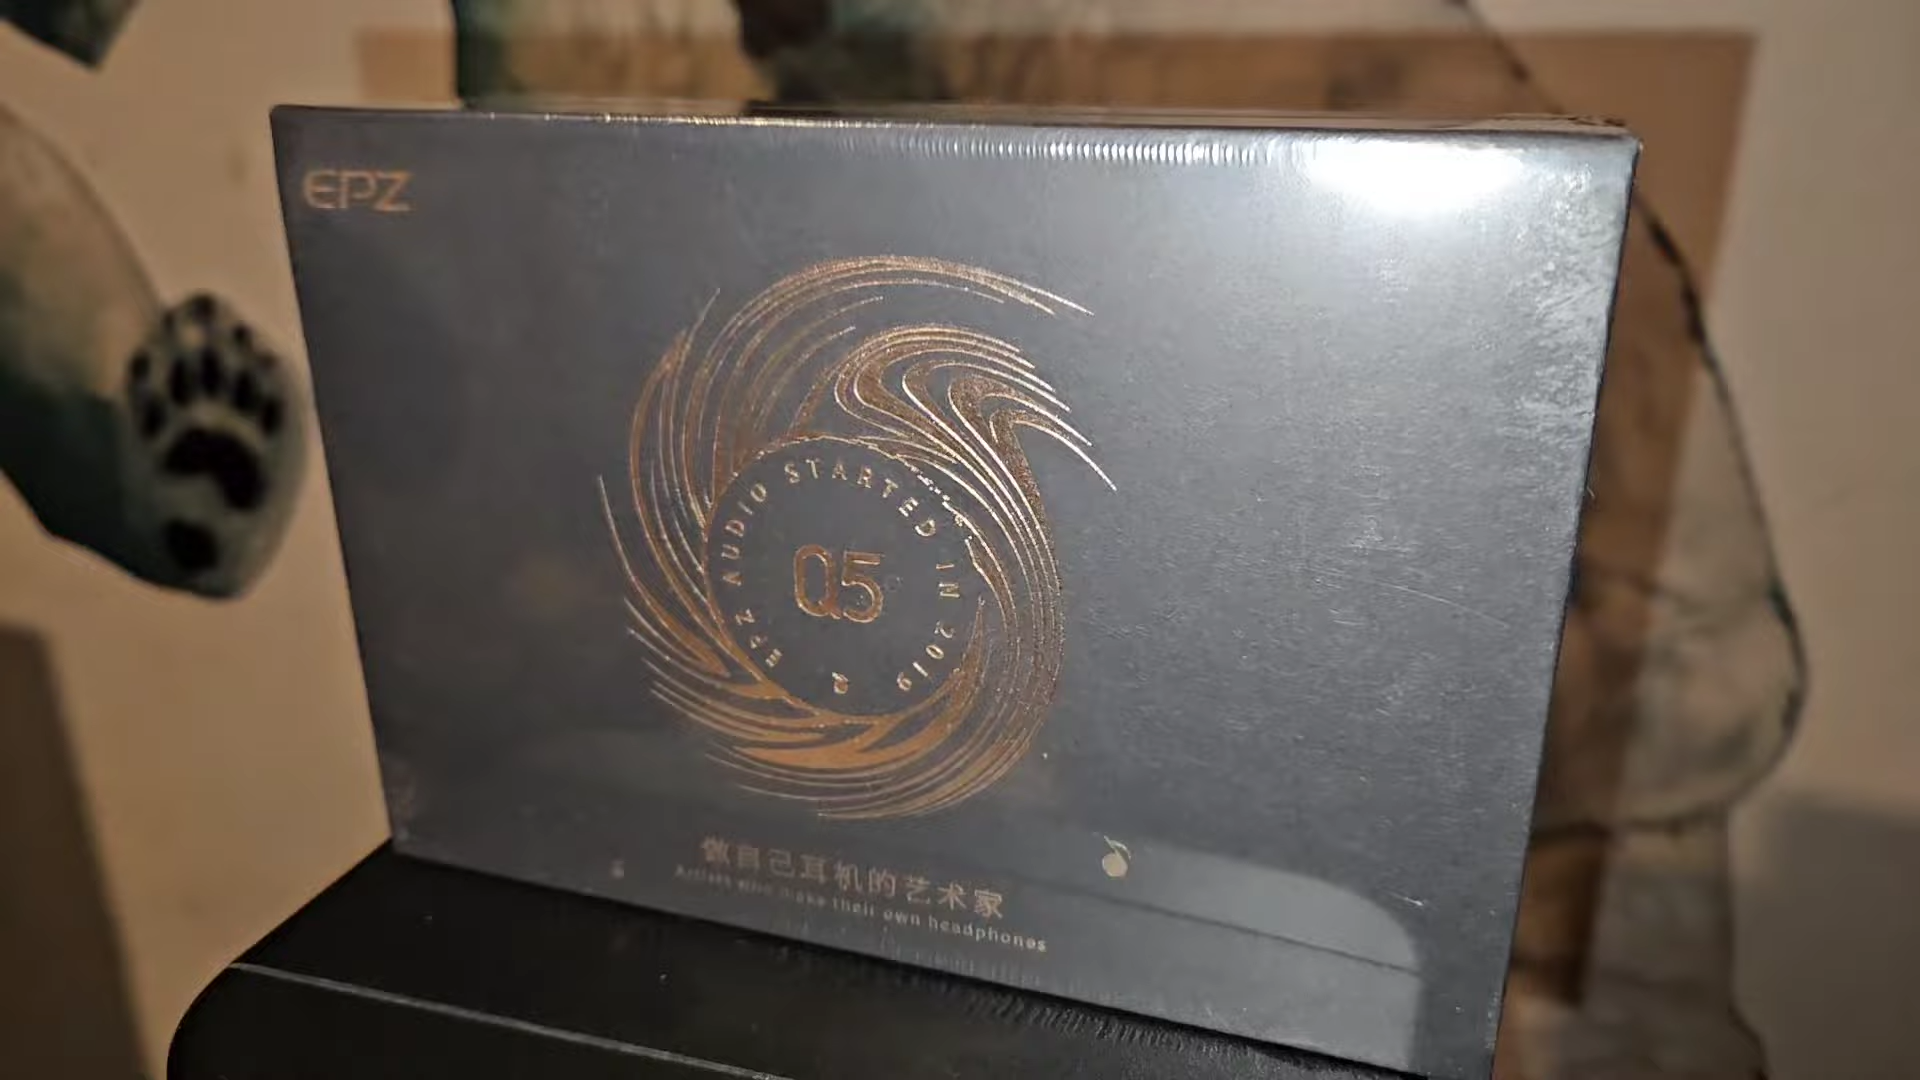 EPZ
EPZ AUDIO STARTED IN 2019
Q5
做自己耳机的艺术家
Artists who make their own headphones